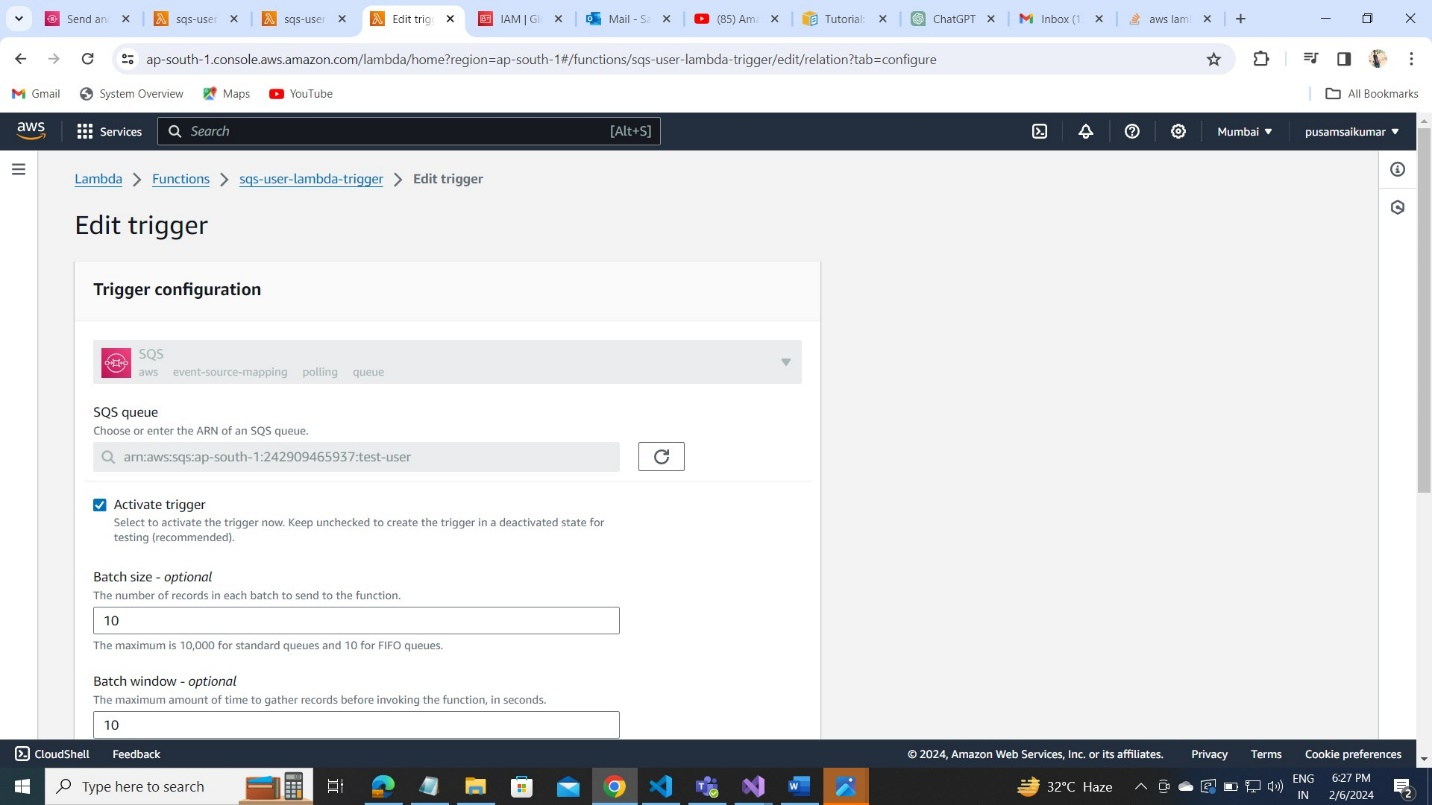 Send an
sqs-user
sqs-user
Edit trigg
IAM | Gl
Mail - Sa
(85) Ama
Tutorial:
ChatGPT
Inbox (1
aws lam
ap-south-1.console.aws.amazon.com/lambda/home?region=ap-south-1#/functions/sqs-user-lambda-trigger/edit/relation?tab=configure
Gmail System Overview Maps YouTube All Bookmarks
aws Services Search [Alt+S] Mumbai pusamsaikumar
Lambda Functions sqs-user-lambda-trigger Edit trigger
Edit trigger
Trigger configuration
SQS
aws event-source-mapping polling queue
SQS queue
Choose or enter the ARN of an SQS queue.
arn:aws:sqs:ap-south-1:242909465937:test-user
Activate trigger
Select to activate the trigger now. Keep unchecked to create the trigger in a deactivated state for
testing (recommended).
Batch size - optional
The number of records in each batch to send to the function.
10
The maximum is 10,000 for standard queues and 10 for FIFO queues.
Batch window - optional
The maximum amount of time to gather records before invoking the function, in seconds.
10
CloudShell Feedback © 2024, Amazon Web Services, Inc. or its affiliates. Privacy Terms Cookie preferences
Type here to search 32°C Haze ENG 6:27 PM
IN 2/6/2024 2